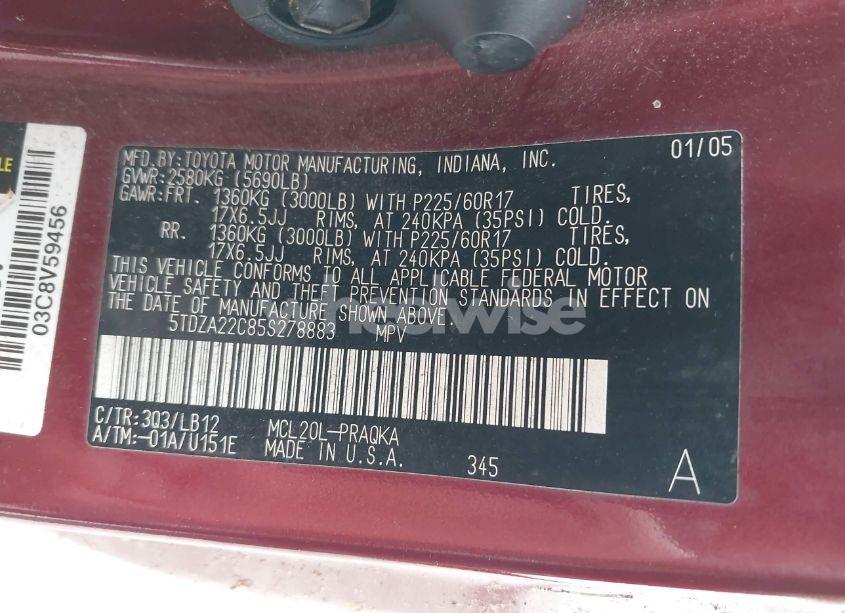 MFD.BY:TOYOTA MOTOR MANUFACTURING, INDIANA, INC. 01/05
GVWR:2580KG (5690LB)
GAWR:FRT. 1360KG (3000LB) WITH P225/60R17 TIRES,
17X6.5JJ RIMS, AT 240KPA (35PSI) COLD.
RR. 1360KG (3000LB) WITH P225/60R17 TIRES,
17X6.5JJ RIMS, AT 240KPA (35PSI) COLD.
THIS VEHICLE CONFORMS TO ALL APPLICABLE FEDERAL MOTOR
VEHICLE SAFETY AND THEFT PREVENTION STANDARDS IN EFFECT ON
THE DATE OF MANUFACTURE SHOWN ABOVE.
5TDZA22C85S278883 MPV
C/TR:3Q3/LB12 MCL20L-PRAQKA
A/TM:-01A/U151E MADE IN U.S.A. 345 A
03C8V59456